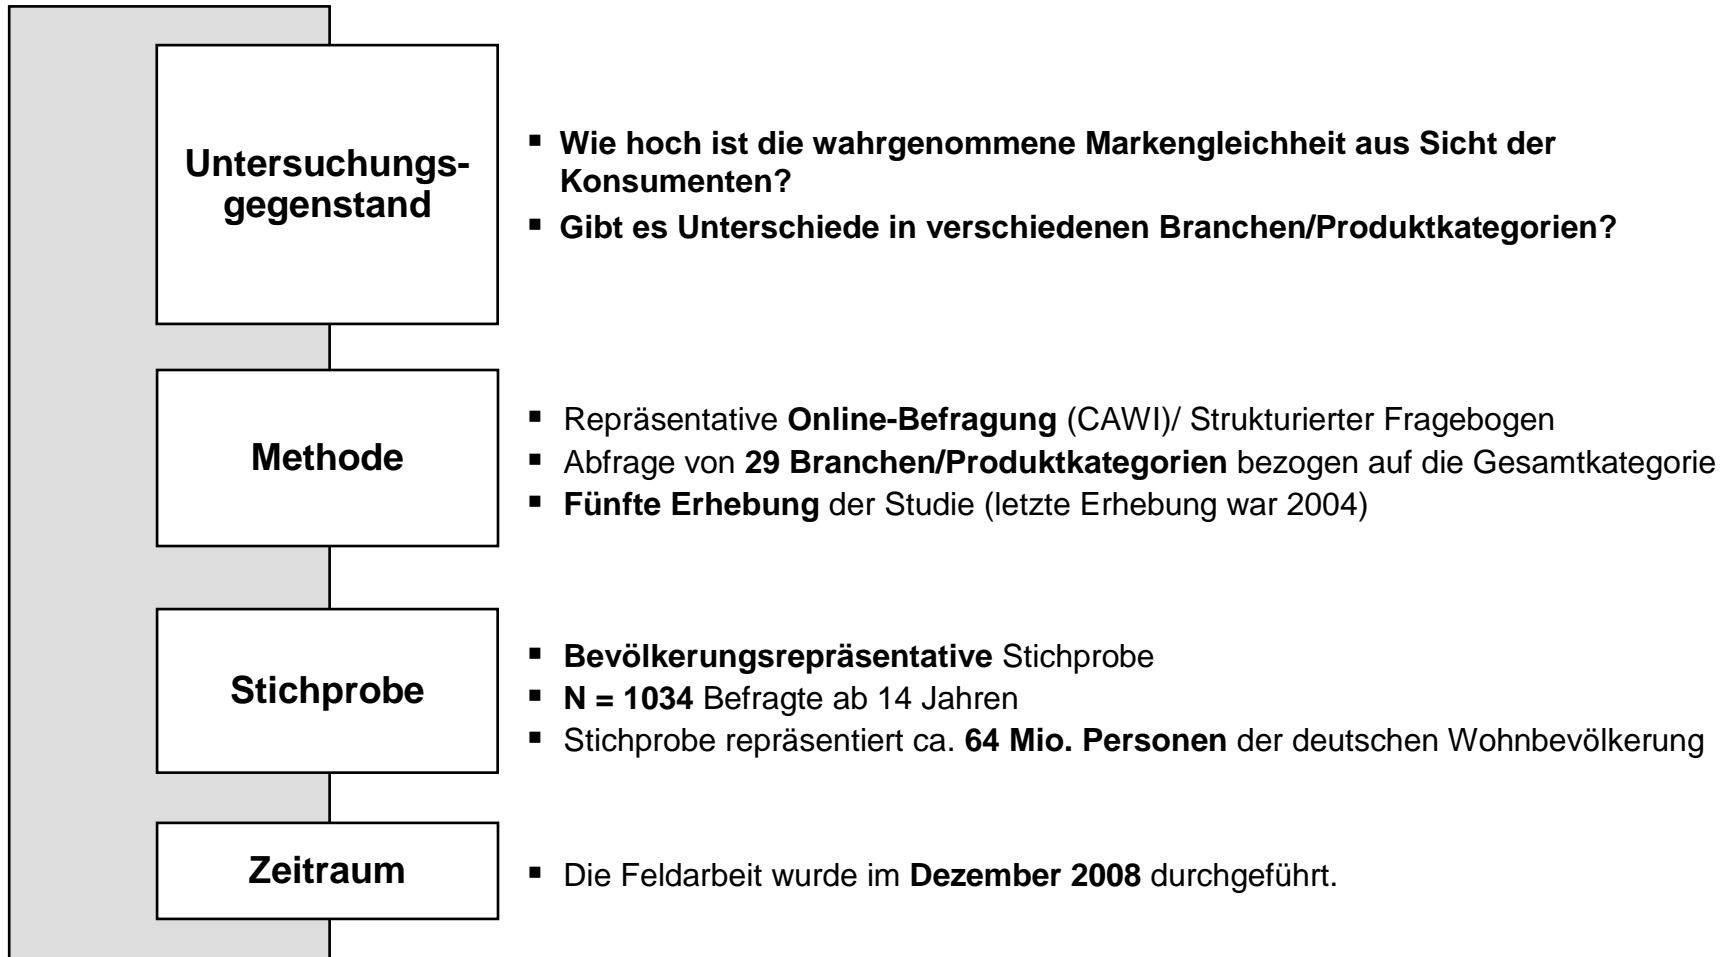 Untersuchungs-
gegenstand
▪ Wie hoch ist die wahrgenommene Markengleichheit aus Sicht der
Konsumenten?
▪ Gibt es Unterschiede in verschiedenen Branchen/Produktkategorien?
Methode
▪ Repräsentative Online-Befragung (CAWI)/ Strukturierter Fragebogen
▪ Abfrage von 29 Branchen/Produktkategorien bezogen auf die Gesamtkategorie
▪ Fünfte Erhebung der Studie (letzte Erhebung war 2004)
Stichprobe
▪ Bevölkerungsrepräsentative Stichprobe
▪ N = 1034 Befragte ab 14 Jahren
▪ Stichprobe repräsentiert ca. 64 Mio. Personen der deutschen Wohnbevölkerung
Zeitraum
▪ Die Feldarbeit wurde im Dezember 2008 durchgeführt.